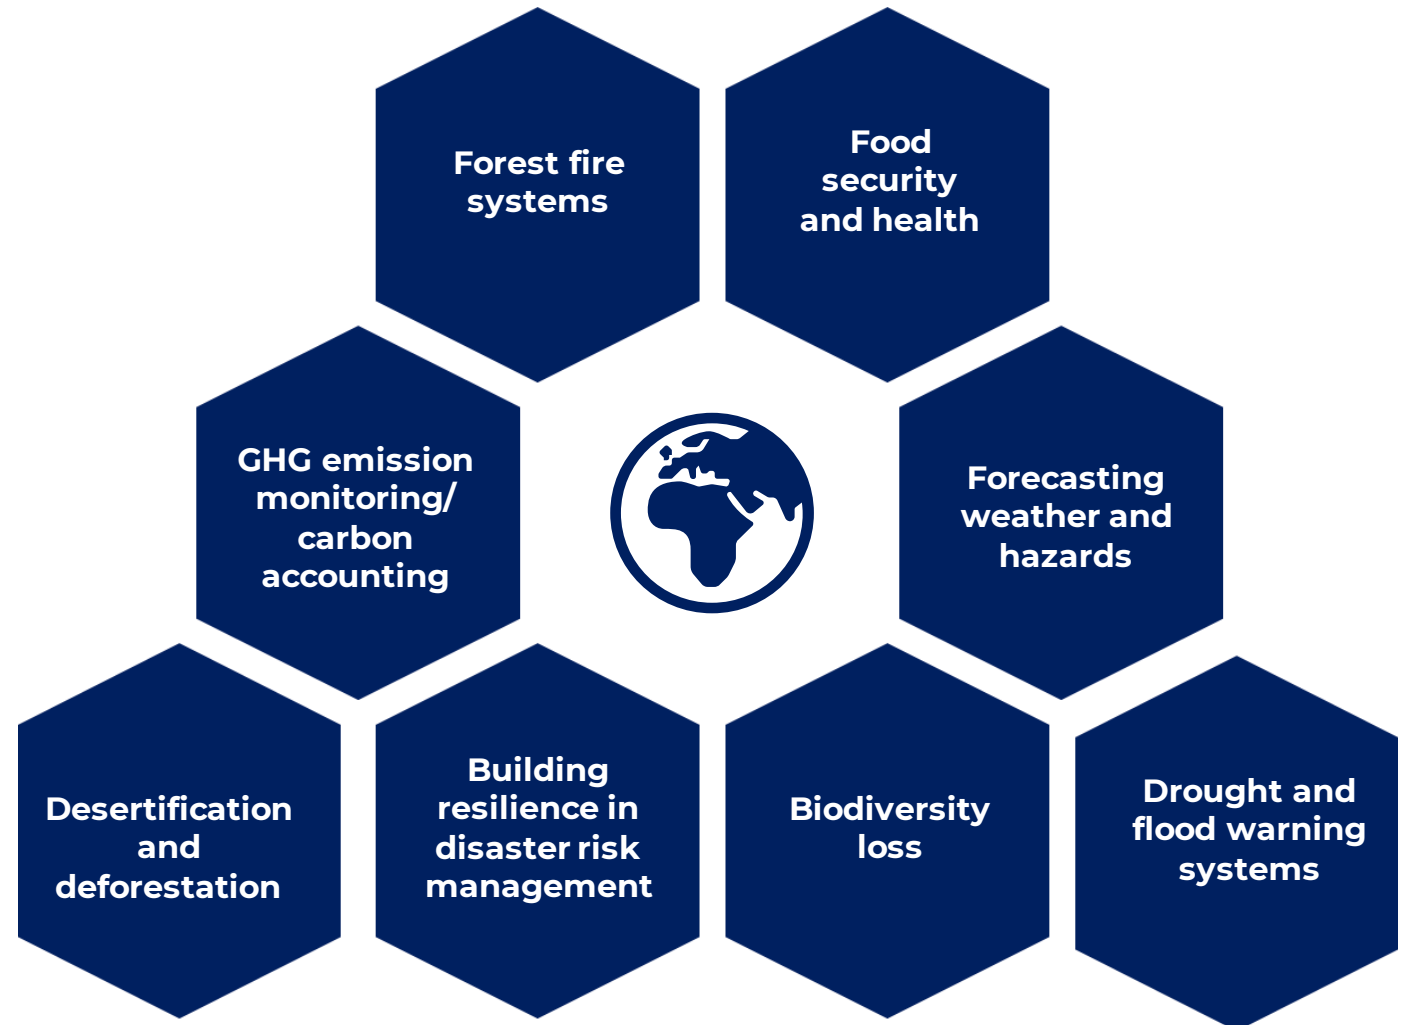 Forest fire
systems
Food
security
and health
GHG emission
monitoring/
carbon
accounting
Forecasting
weather and
hazards
Desertification
and
deforestation
Building
resilience in
disaster risk
management
Biodiversity
loss
Drought and
flood warning
systems